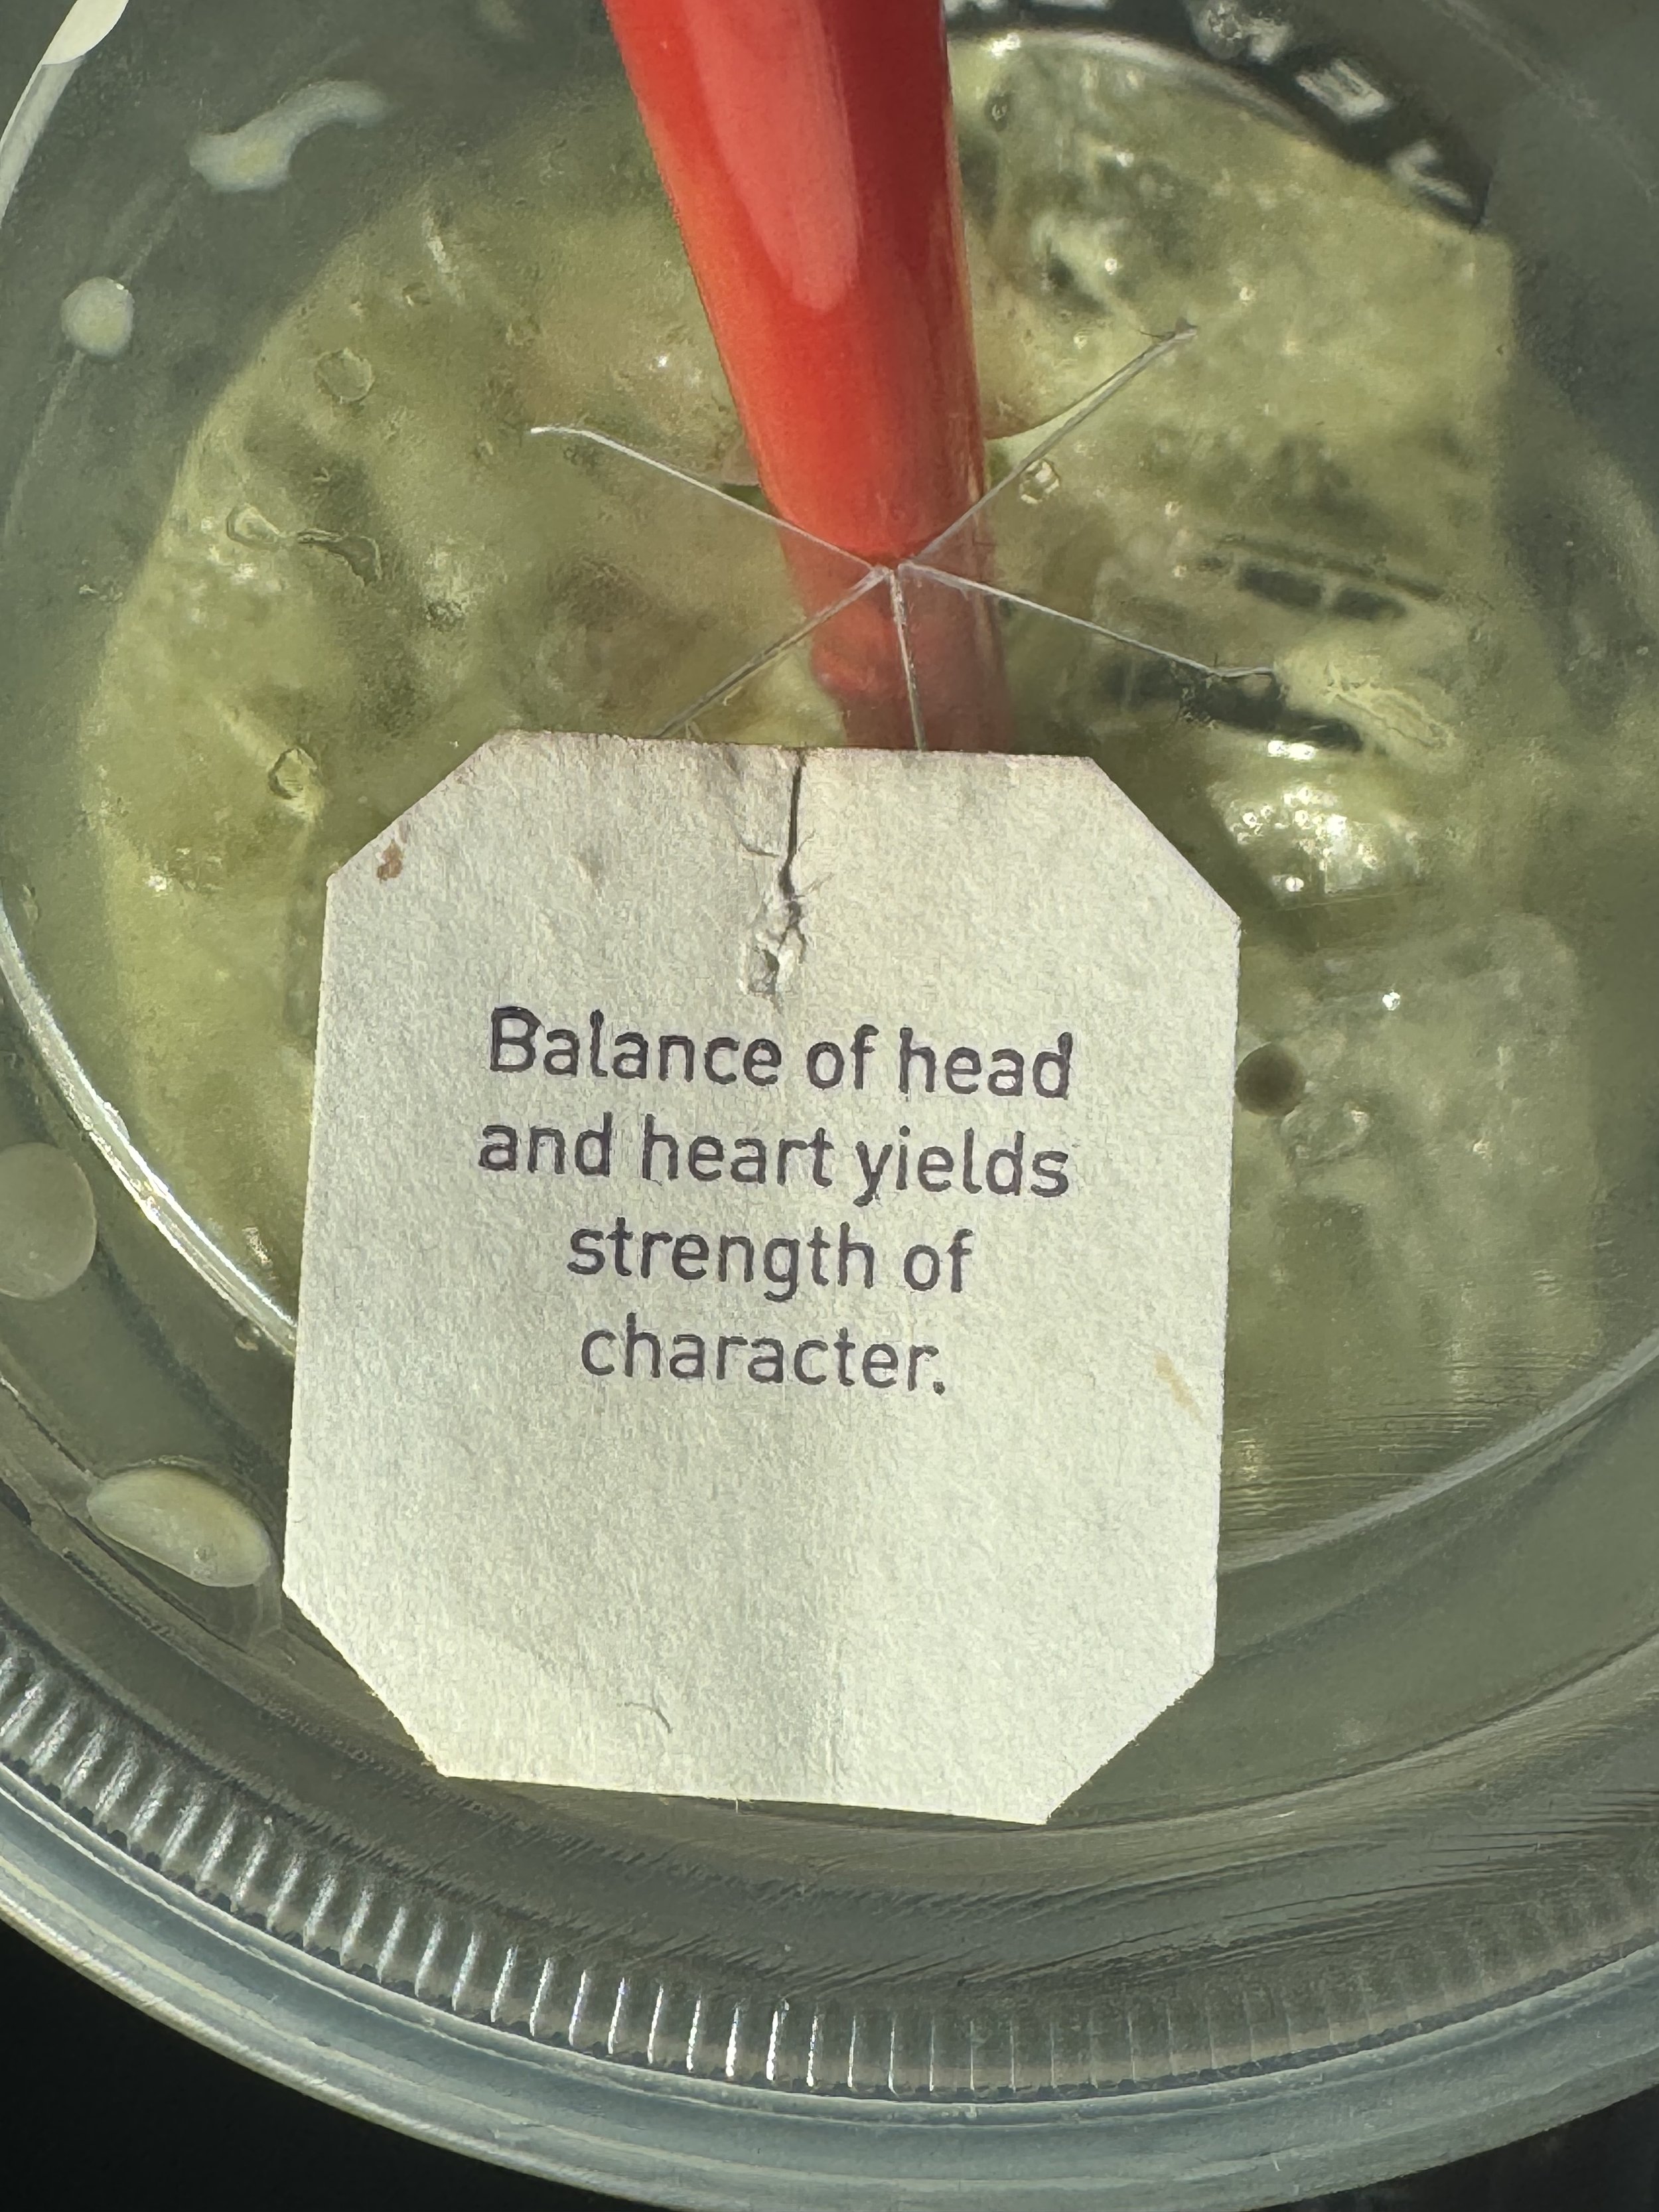 Balance of head
and heart yields
strength of
character.